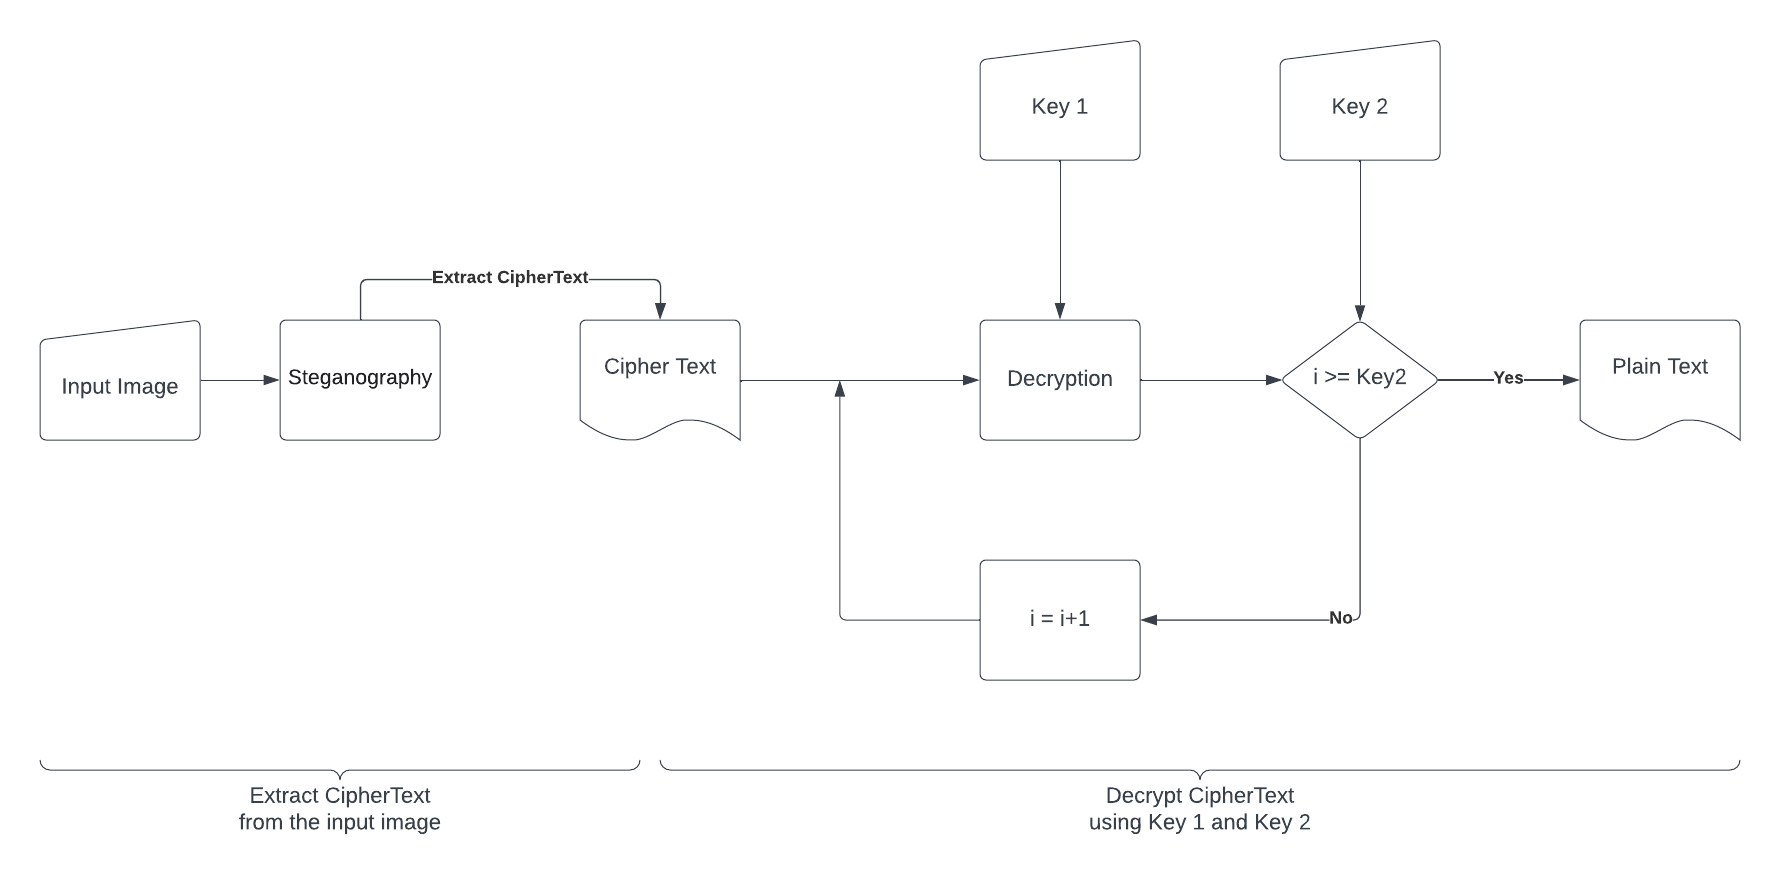 Key 1
Key 2
Extract CipherText
Input Image
Steganography
Cipher Text
Decryption
i >= Key2
Yes
Plain Text
i = i+1
No
Extract CipherText
from the input image
Decrypt CipherText
using Key 1 and Key 2